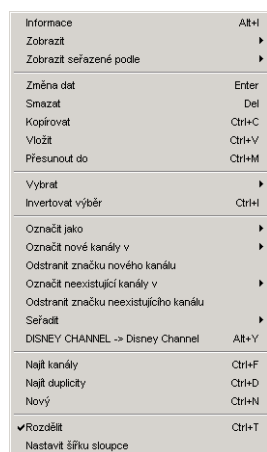 Informace Alt+I
Zobrazit
Zobrazit seřazené podle
Změna dat Enter
Smazat Del
Kopírovat Ctrl+C
Vložit Ctrl+V
Přesunout do Ctrl+M
Vybrat
Invertovat výběr Ctrl+I
Označit jako
Označit nové kanály v
Odstranit značku nového kanálu
Označit neexistující kanály v
Odstranit značku neexistujícího kanálu
Seřadit
DISNEY CHANNEL -> Disney Channel Alt+Y
Najít kanály Ctrl+F
Najít duplicity Ctrl+D
Nový Ctrl+N
Rozdělit Ctrl+T
Nastavit šířku sloupce